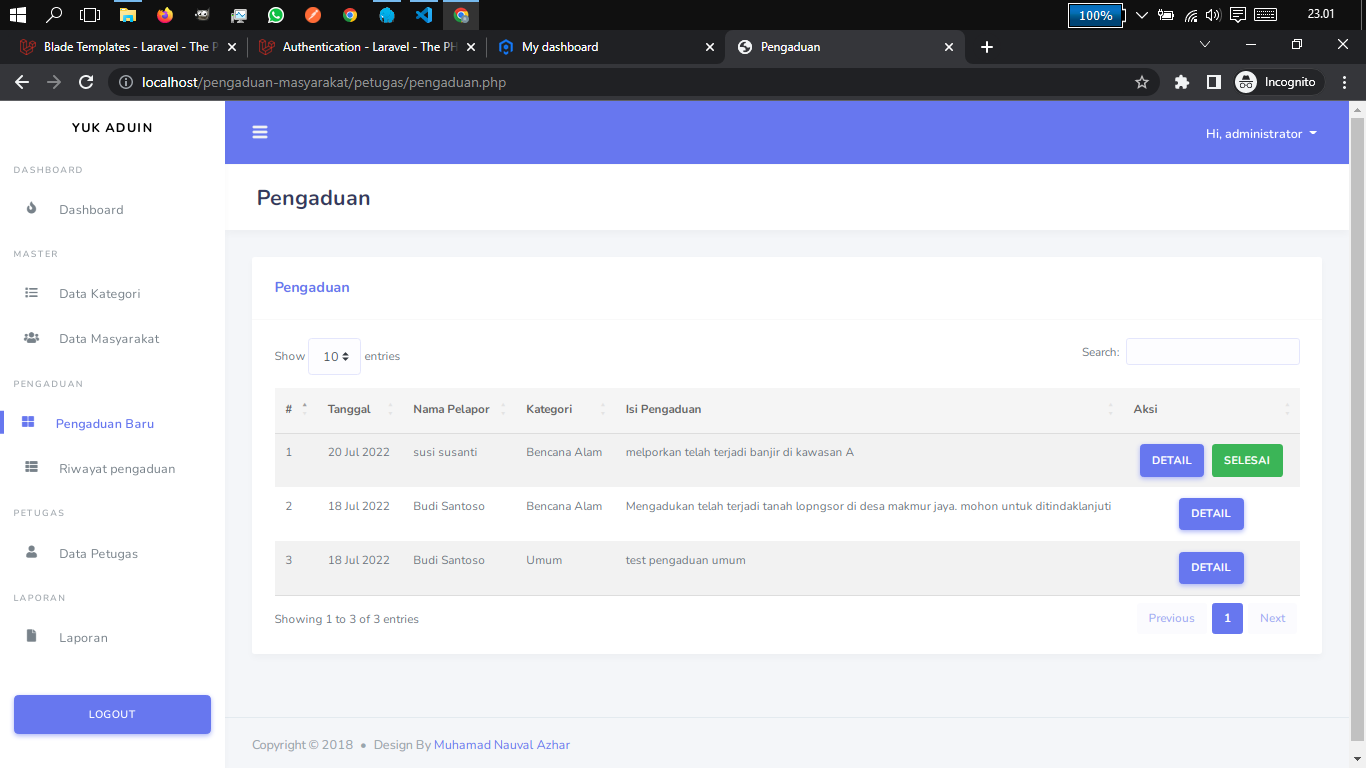 100%
23.01
Blade Templates - Laravel - The P
Authentication - Laravel - The PH
My dashboard
Pengaduan
localhost/pengaduan-masyarakat/petugas/pengaduan.php
Incognito
YUK ADUIN
Hi, administrator
DASHBOARD
Dashboard
MASTER
Data Kategori
Data Masyarakat
PENGADUAN
Pengaduan Baru
Riwayat pengaduan
PETUGAS
Data Petugas
LAPORAN
Laporan
LOGOUT
Pengaduan
Pengaduan
Show 10 entries
Search:
# Tanggal Nama Pelapor Kategori Isi Pengaduan Aksi
1 20 Jul 2022 susi susanti Bencana Alam melporkan telah terjadi banjir di kawasan A DETAIL SELESAI
2 18 Jul 2022 Budi Santoso Bencana Alam Mengadukan telah terjadi tanah lopngsor di desa makmur jaya. mohon untuk ditindaklanjuti DETAIL
3 18 Jul 2022 Budi Santoso Umum test pengaduan umum DETAIL
Showing 1 to 3 of 3 entries
Previous 1 Next
Copyright © 2018 • Design By Muhamad Nauval Azhar